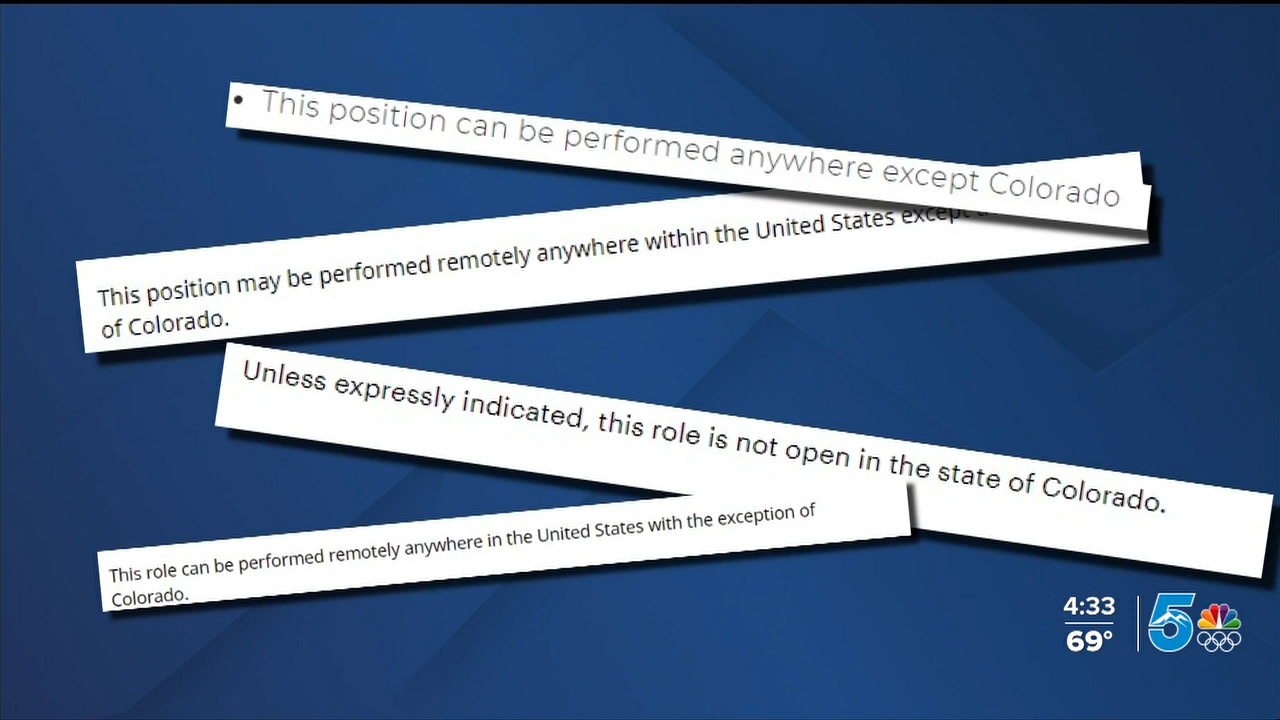 • This position can be performed anywhere except Colorado
This position may be performed remotely anywhere within the United States except
of Colorado.
Unless expressly indicated, this role is not open in the state of Colorado.
This role can be performed remotely anywhere in the United States with the exception of
Colorado.
4:33
69°
5